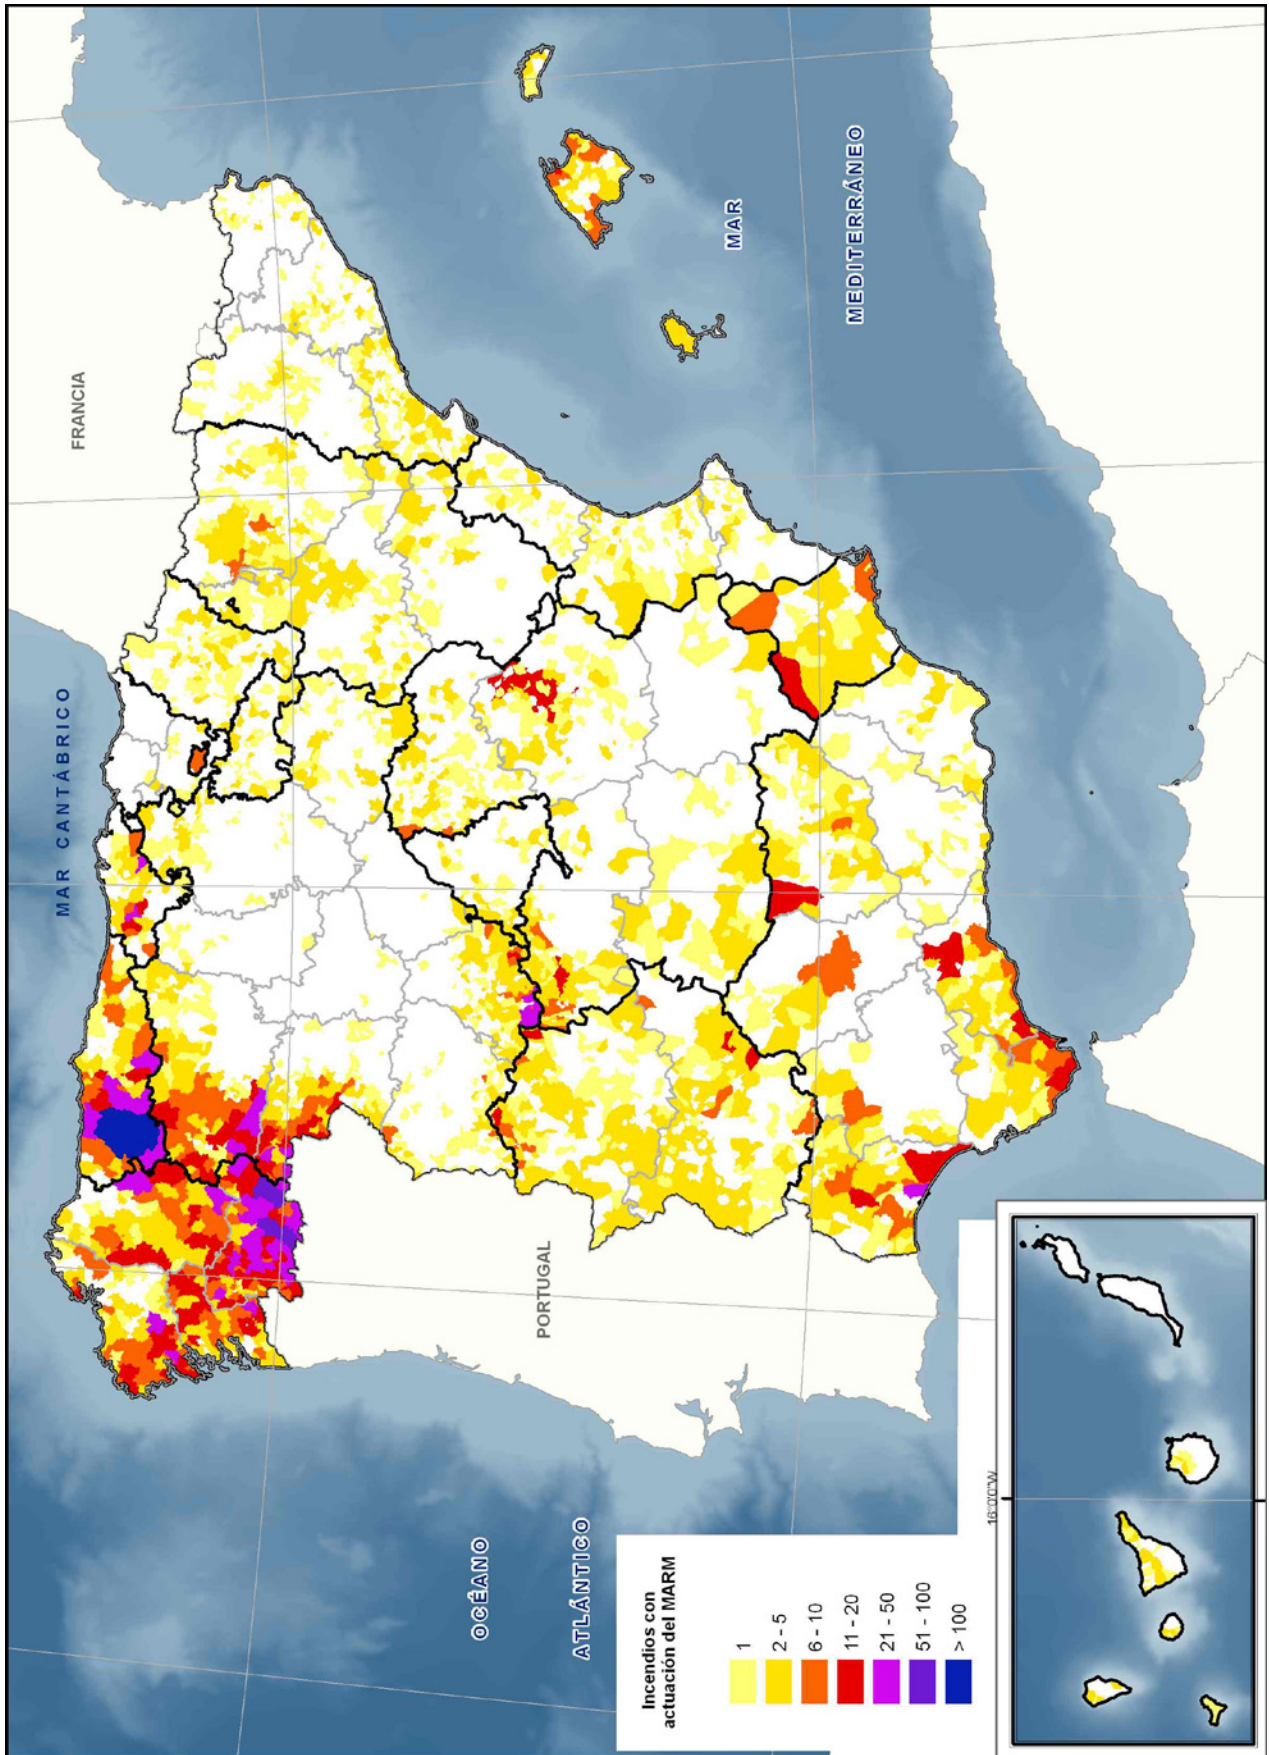 FRANCIA
MAR CANTÁBRICO
MAR
MEDITERRÁNEO
PORTUGAL
OCÉANO
ATLÁNTICO
Incendios con
actuación del MARM
1
2 - 5
6 - 10
11 - 20
21 - 50
51 - 100
> 100
16°0'0"W